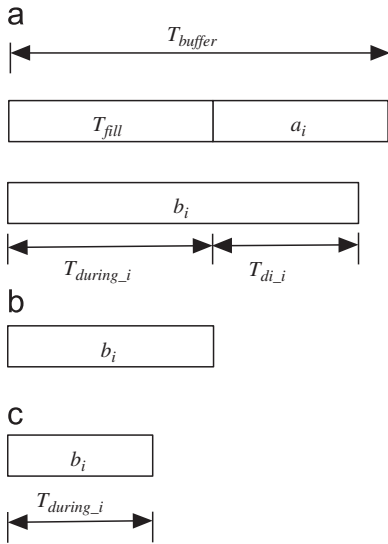 a
T_buffer
T_fill a_i
b_i
T_during_i T_di_i
b
b_i
c
b_i
T_during_i